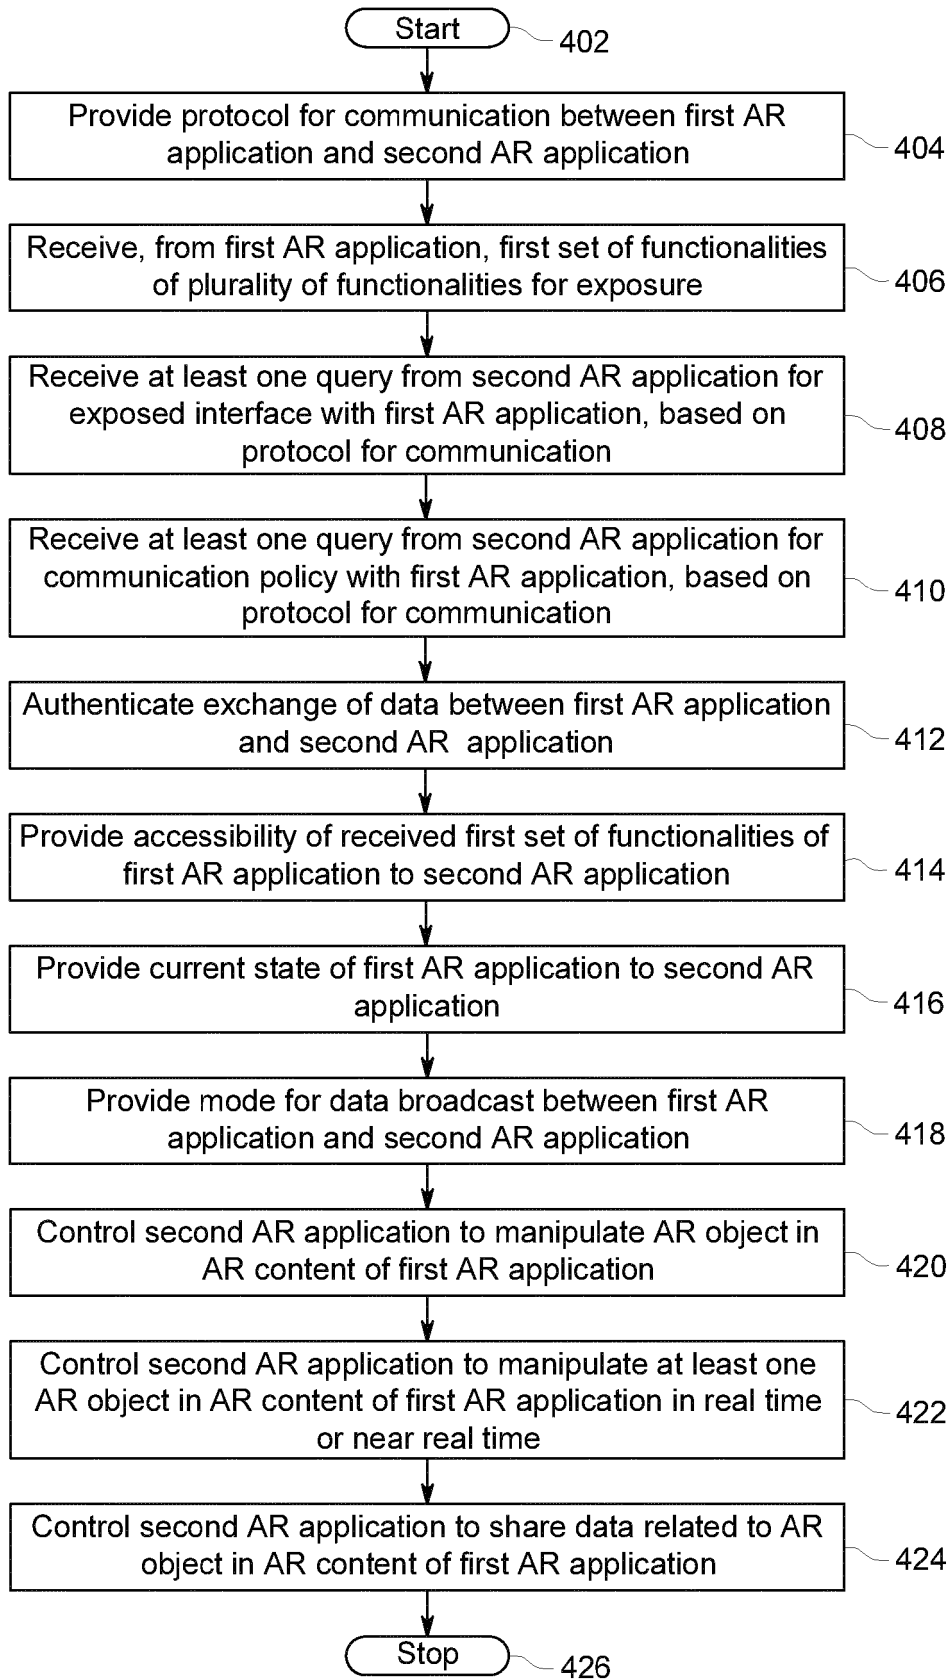 Start
402
Provide protocol for communication between first AR
application and second AR application
404
Receive, from first AR application, first set of functionalities
of plurality of functionalities for exposure
406
Receive at least one query from second AR application for
exposed interface with first AR application, based on
protocol for communication
408
Receive at least one query from second AR application for
communication policy with first AR application, based on
protocol for communication
410
Authenticate exchange of data between first AR application
and second AR application
412
Provide accessibility of received first set of functionalities of
first AR application to second AR application
414
Provide current state of first AR application to second AR
application
416
Provide mode for data broadcast between first AR
application and second AR application
418
Control second AR application to manipulate AR object in
AR content of first AR application
420
Control second AR application to manipulate at least one
AR object in AR content of first AR application in real time
or near real time
422
Control second AR application to share data related to AR
object in AR content of first AR application
424
Stop
426